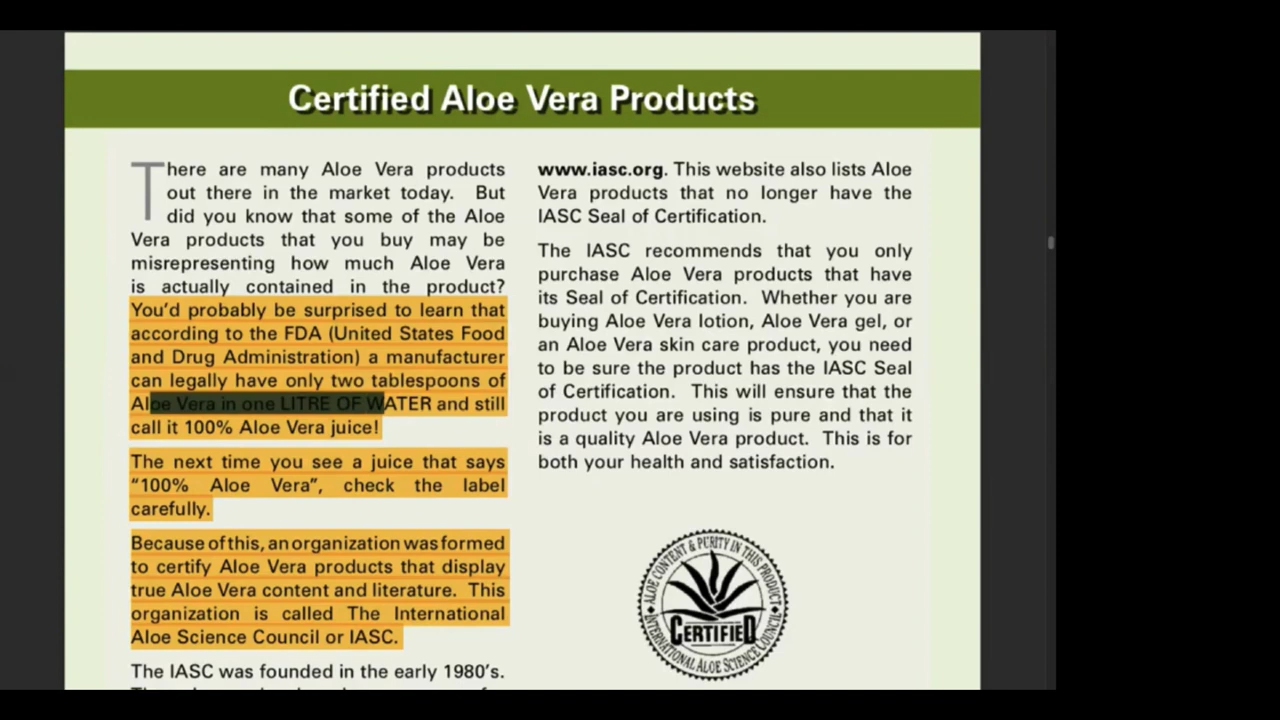 Certified Aloe Vera Products
There are many Aloe Vera products
out there in the market today. But
did you know that some of the Aloe
Vera products that you buy may be
misrepresenting how much Aloe Vera
is actually contained in the product?
You'd probably be surprised to learn that
according to the FDA (United States Food
and Drug Administration) a manufacturer
can legally have only two tablespoons of
Aloe Vera in one LITRE OF WATER and still
call it 100% Aloe Vera juice!
The next time you see a juice that says
“100% Aloe Vera”, check the label
carefully.
Because of this, an organization was formed
to certify Aloe Vera products that display
true Aloe Vera content and literature. This
organization is called The International
Aloe Science Council or IASC.
The IASC was founded in the early 1980's.
www.iasc.org. This website also lists Aloe
Vera products that no longer have the
IASC Seal of Certification.
The IASC recommends that you only
purchase Aloe Vera products that have
its Seal of Certification. Whether you are
buying Aloe Vera lotion, Aloe Vera gel, or
an Aloe Vera skin care product, you need
to be sure the product has the IASC Seal
of Certification. This will ensure that the
product you are using is pure and that it
is a quality Aloe Vera product. This is for
both your health and satisfaction.
ALOE CONTENT & PURITY IN THIS PRODUCT
CERTIFIED
INTERNATIONAL ALOE SCIENCE COUNCIL